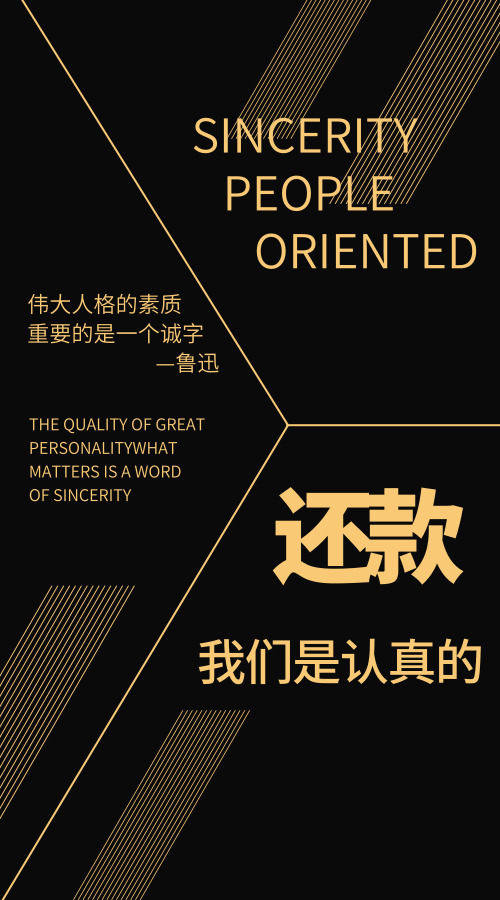 SINCERITY
PEOPLE
ORIENTED
伟大人格的素质
重要的是一个诚字
—鲁迅
THE QUALITY OF GREAT
PERSONALITYWHAT
MATTERS IS A WORD
OF SINCERITY
还款
我们是认真的